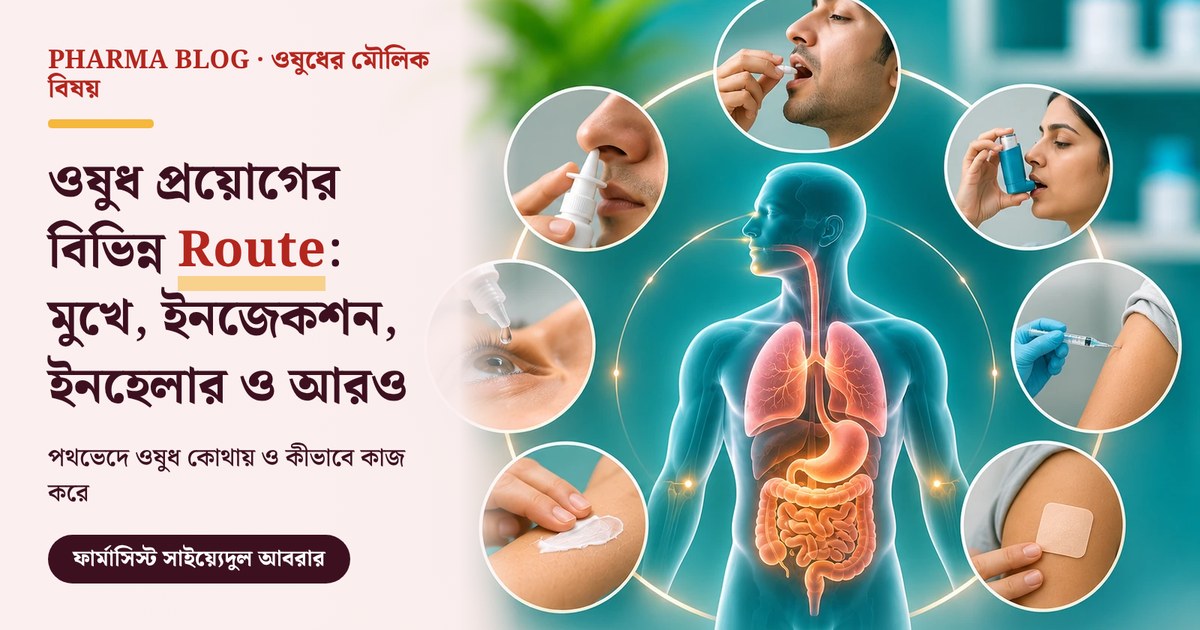 PHARMA BLOG · ওষুধের মৌলিক
বিষয়
ওষুধ প্রয়োগের
বিভিন্ন Route:
মুখে, ইনজেকশন,
ইনহেলার ও আরও
পথভেদে ওষুধ কোথায় ও কীভাবে কাজ
করে
ফার্মাসিস্ট সাইয়্যেদুল আবরার